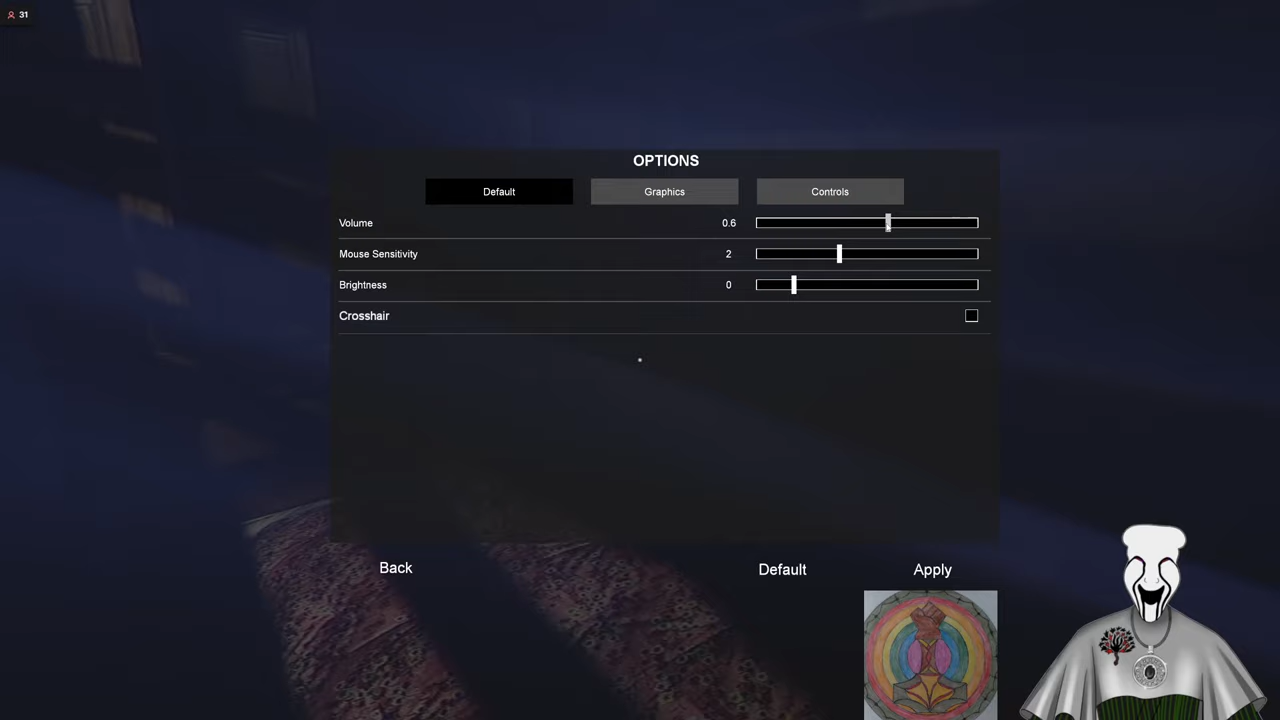 31
OPTIONS
Default Graphics Controls
Volume 0.6
Mouse Sensitivity 2
Brightness 0
Crosshair
Back Default Apply